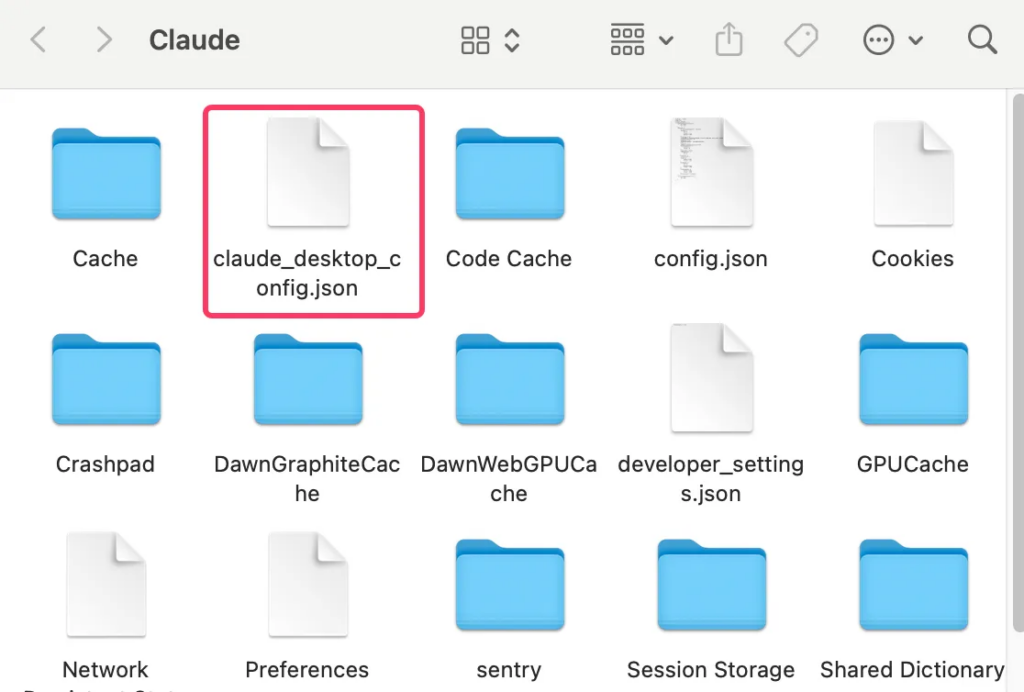 Claude
Cache
claude_desktop_c
onfig.json
Code Cache
config.json
Cookies
Crashpad
DawnGraphiteCac
he
DawnWebGPUCa
che
developer_setting
s.json
GPUCache
Network
Preferences
sentry
Session Storage
Shared Dictionary